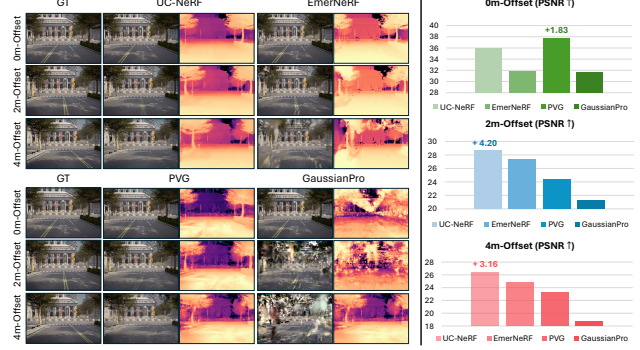 GT UC-NeRF EmerNeRF
0m-Offset
2m-Offset
4m-Offset
GT PVG GaussianPro
0m-Offset
2m-Offset
4m-Offset
0m-Offset (PSNR ↑)
40
38
36
34
32
30
28
+1.83
UC-NeRF EmerNeRF PVG GaussianPro
2m-Offset (PSNR ↑)
30
28
26
24
22
20
+ 4.20
UC-NeRF EmerNeRF PVG GaussianPro
4m-Offset (PSNR ↑)
28
26
24
22
20
18
+ 3.16
UC-NeRF EmerNeRF PVG GaussianPro